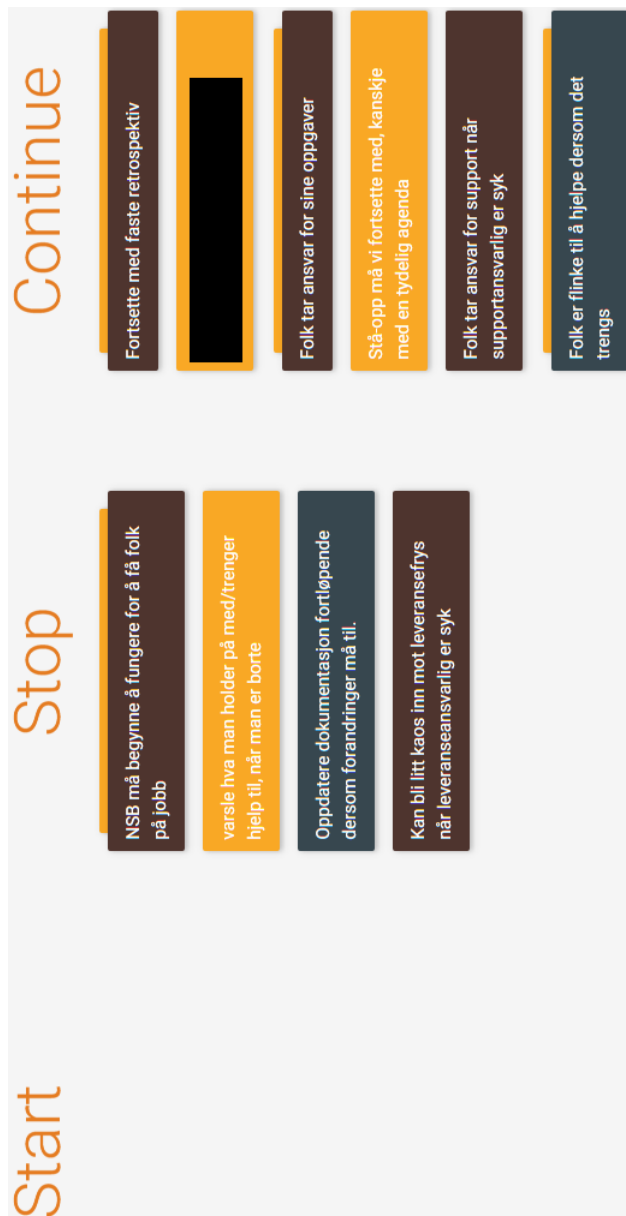 Start
Stop
NSB må begynne å fungere for å få folk
på jobb
varsle hva man holder på med/trenger
hjelp til, når man er borte
Oppdatere dokumentasjon fortløpende
dersom forandringer må til.
Kan bli litt kaos inn mot leveransefrys
når leveranseansvarlig er syk
Continue
Fortsette med faste retrospektiv
Folk tar ansvar for sine oppgaver
Stå-opp må vi fortsette med, kanskje
med en tydelig agenda
Folk tar ansvar for support når
supportansvarlig er syk
Folk er flinke til å hjelpe dersom det
trengs